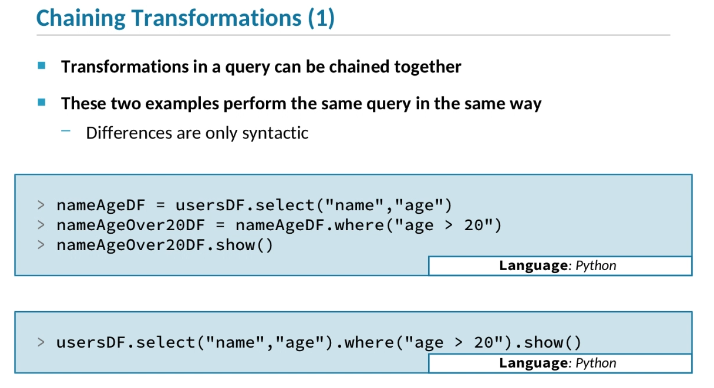 Chaining Transformations (1)
Transformations in a query can be chained together
These two examples perform the same query in the same way
– Differences are only syntactic
> nameAgeDF = usersDF.select("name","age")
> nameAgeOver20DF = nameAgeDF.where("age > 20")
> nameAgeOver20DF.show()
Language: Python
> usersDF.select("name","age").where("age > 20").show()
Language: Python